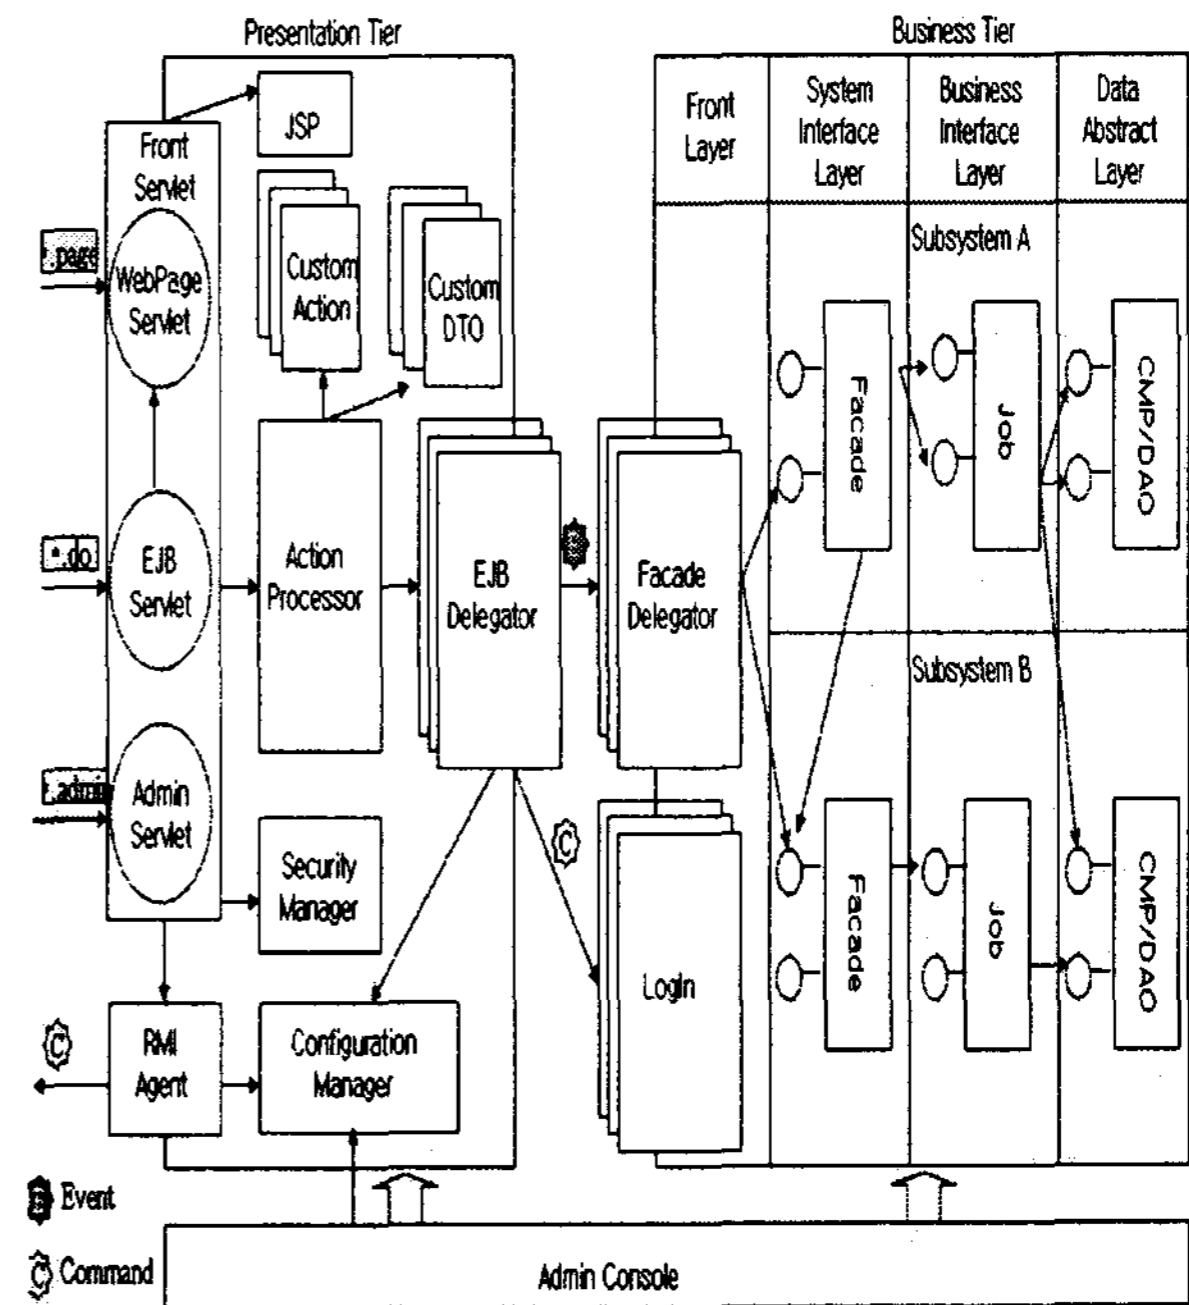 Presentation Tier
Business Tier
Front
Layer
System
Interface
Layer
Business
Interface
Layer
Data
Abstract
Layer
JSP
Front
Servlet
Custom
Action
Custom
DTO
Subsystem A
*.page
WebPage
Servlet
Facade
Job
CMP/DAO
*.do
EJB
Servlet
Action
Processor
EJB
Delegator
Facade
Delegator
Subsystem B
*.admin
Admin
Servlet
Security
Manager
C
Facade
Job
CMP/DAO
Login
C
RMI
Agent
Configuration
Manager
Event
C Command
Admin Console